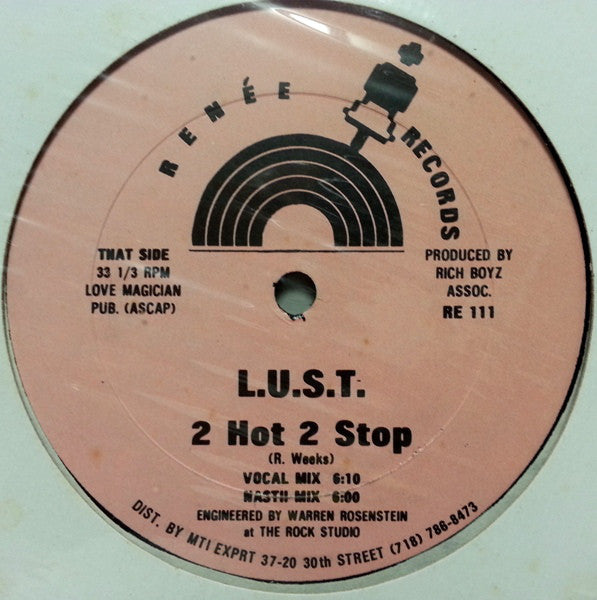 RENÉE RECORDS
TNAT SIDE
33 1/3 RPM
LOVE MAGICIAN
PUB. (ASCAP)
PRODUCED BY
RICH BOYZ
ASSOC.
RE 111
L.U.S.T.
2 Hot 2 Stop
(R. Weeks)
VOCAL MIX 6:10
NASTII MIX 6:00
ENGINEERED BY WARREN ROSENSTEIN
at THE ROCK STUDIO
DIST. BY MTI EXPRT 37-20 30th STREET (718) 786-8473